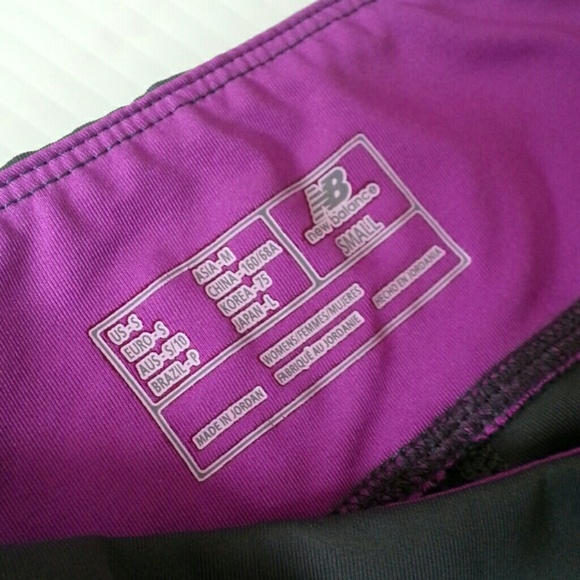 NB
new balance
SMALL
US-S
EURO-S
AUS-S/10
BRAZIL-P
ASIA-M
CHINA-160/68A
KOREA-75
JAPAN-L
WOMENS/FEMMES/MUJERES
MADE IN JORDAN
FABRIQUÉ AU JORDANIE
HECHO EN JORDANIA